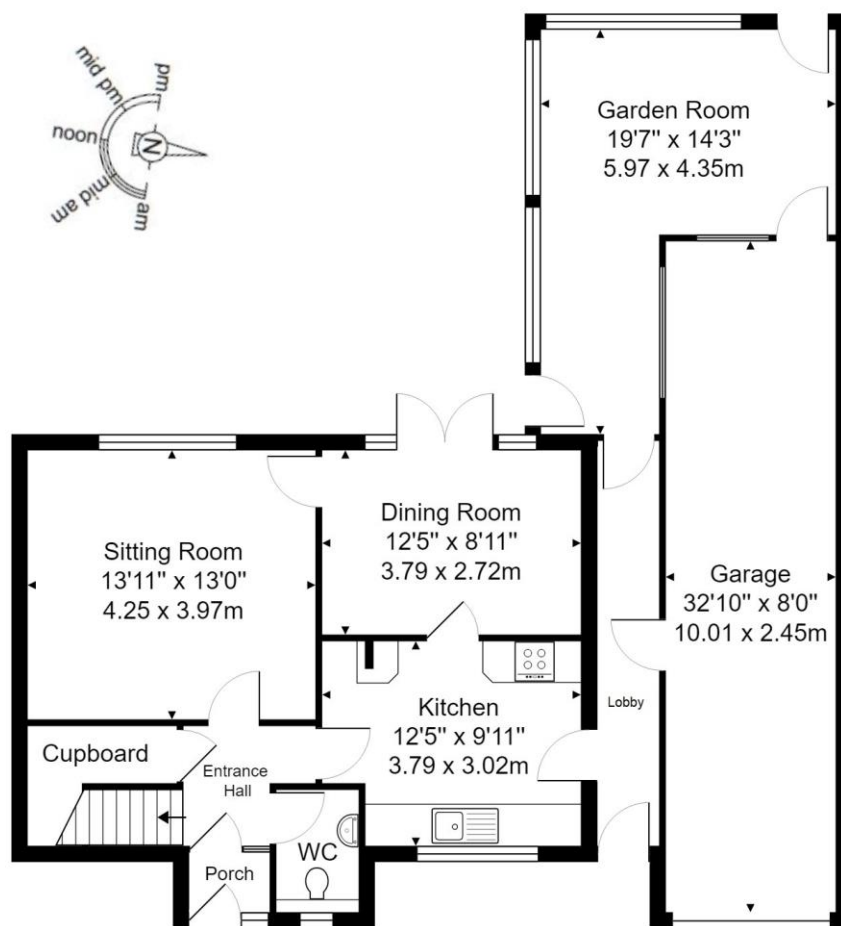 mid pm
pm
noon
N
mid am
am
Garden Room
19'7" x 14'3"
5.97 x 4.35m
Sitting Room
13'11" x 13'0"
4.25 x 3.97m
Dining Room
12'5" x 8'11"
3.79 x 2.72m
Garage
32'10" x 8'0"
10.01 x 2.45m
Kitchen
12'5" x 9'11"
3.79 x 3.02m
Lobby
Cupboard
Entrance
Hall
WC
Porch